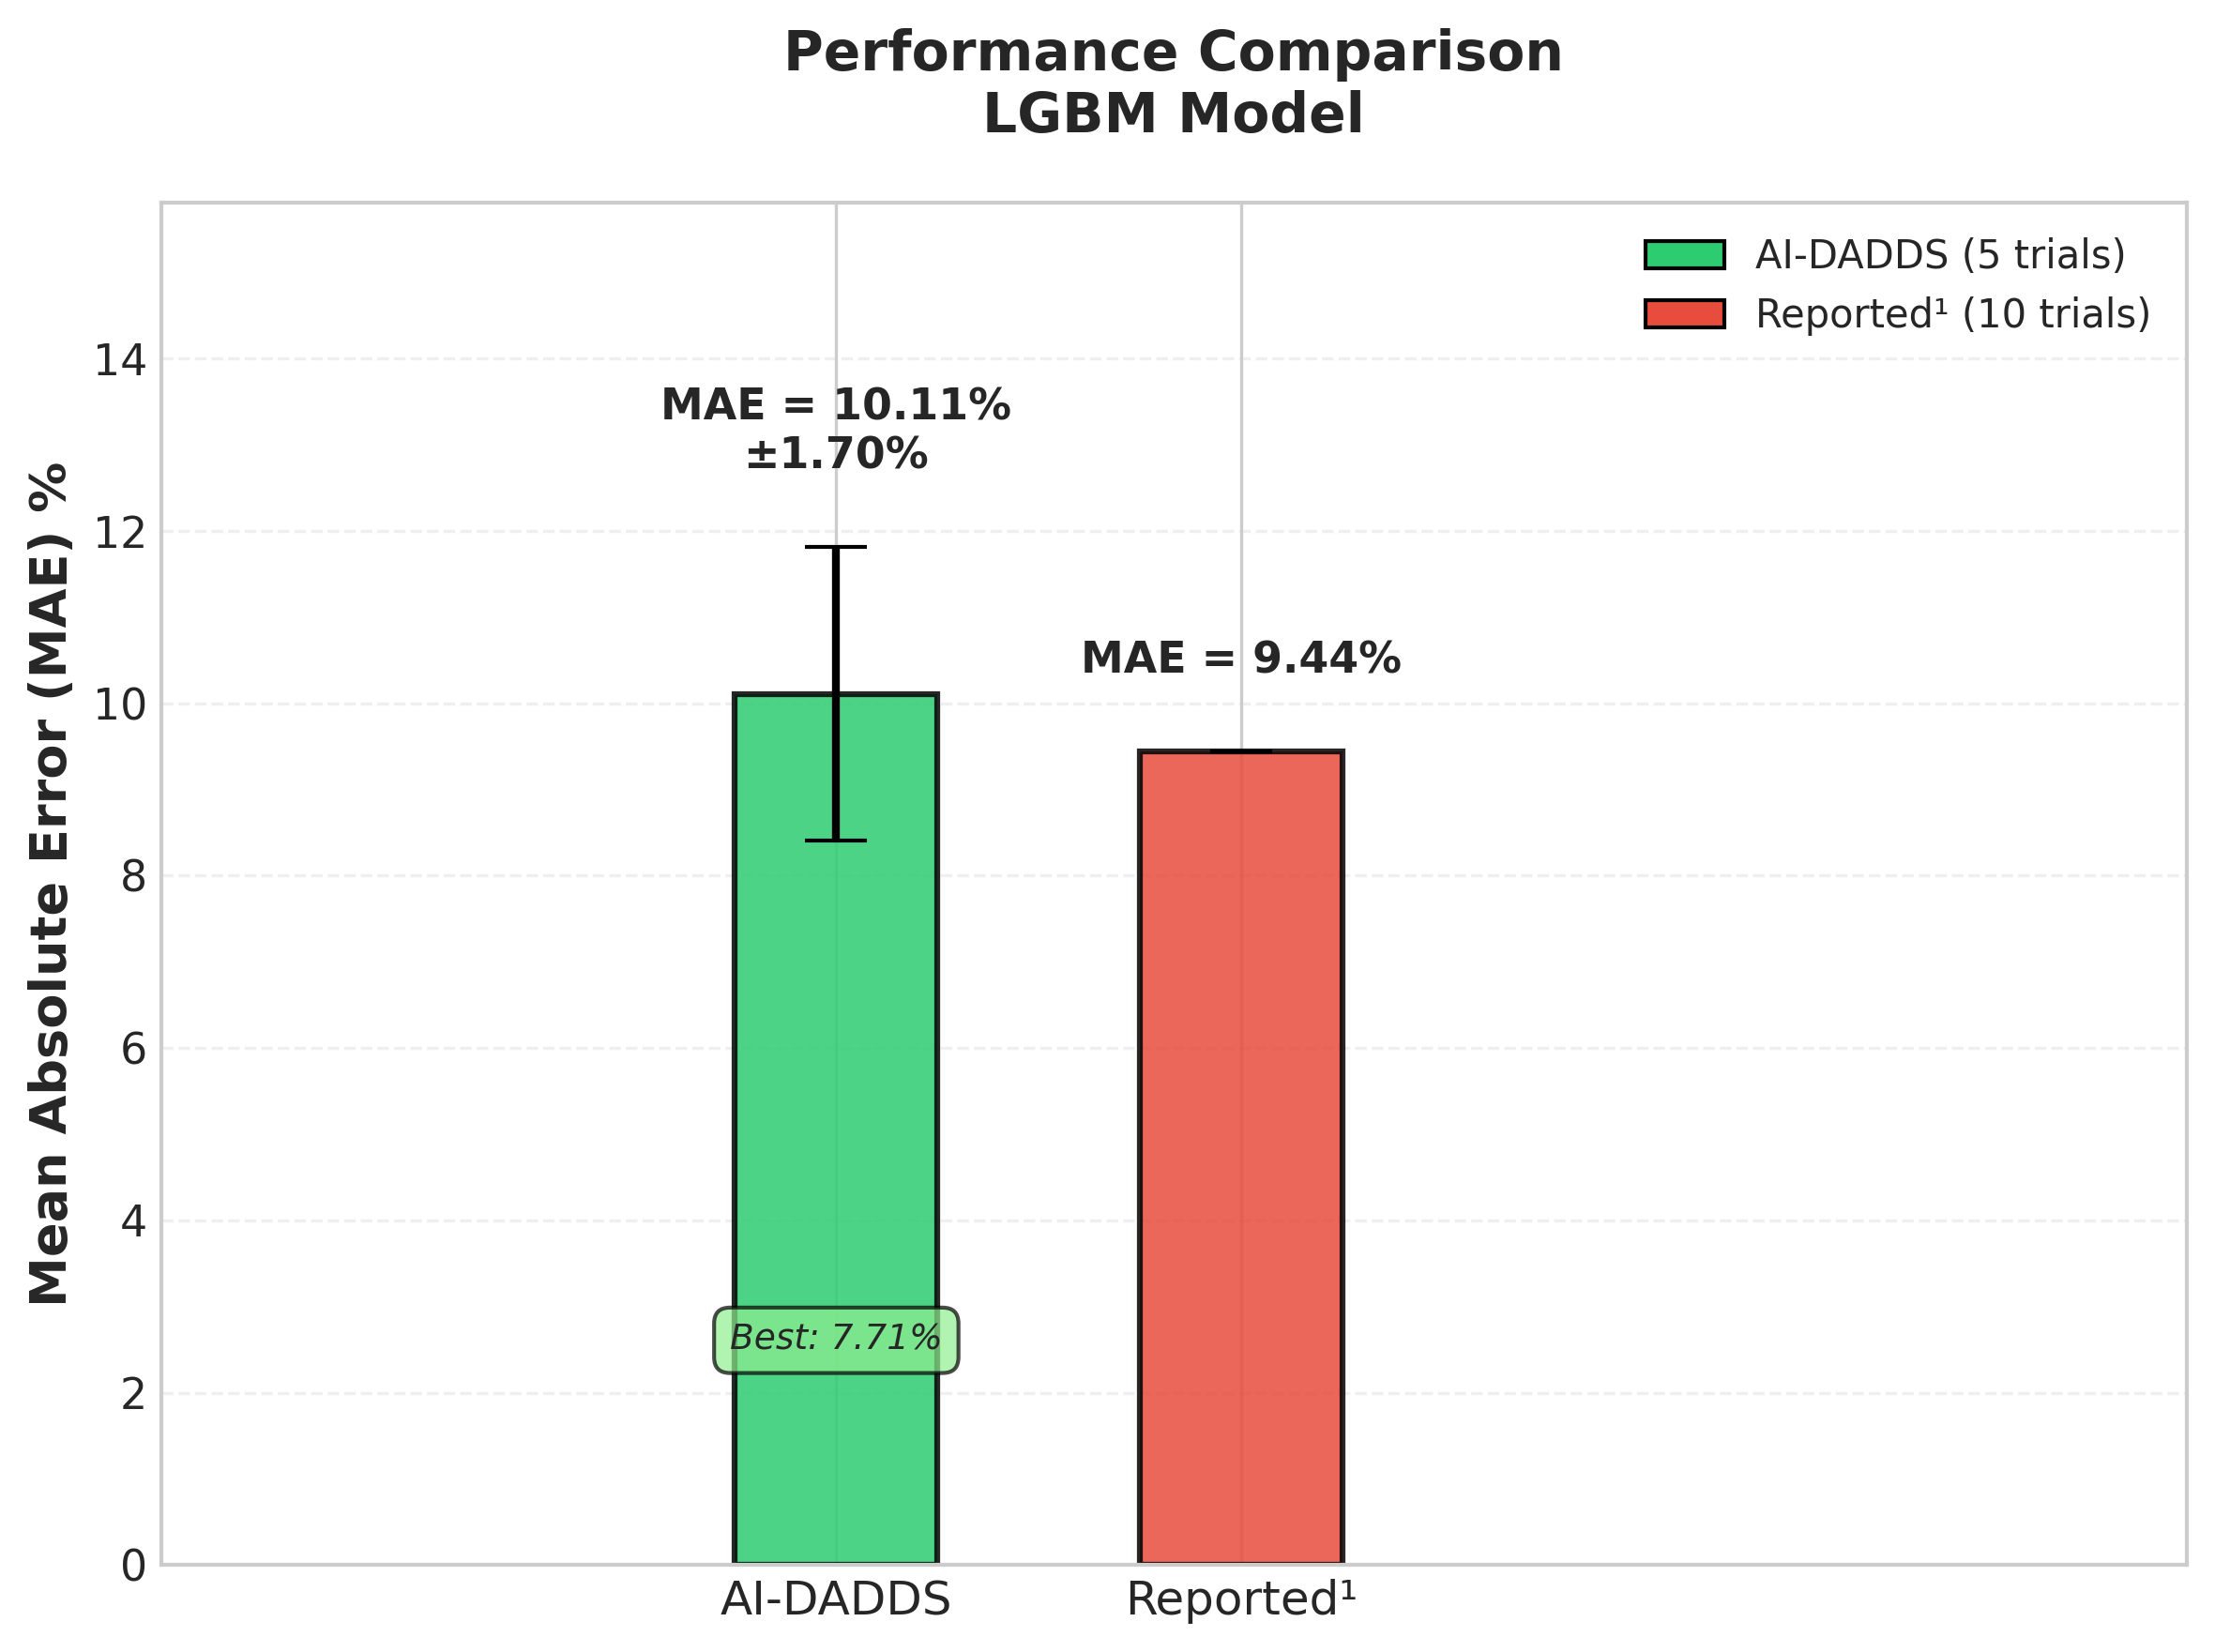 Performance Comparison
LGBM Model
AI-DADDS (5 trials)
Reported¹ (10 trials)
MAE = 10.11%
±1.70%
MAE = 9.44%
Best: 7.71%
Mean Absolute Error (MAE) %
14
12
10
8
6
4
2
0
AI-DADDS
Reported¹